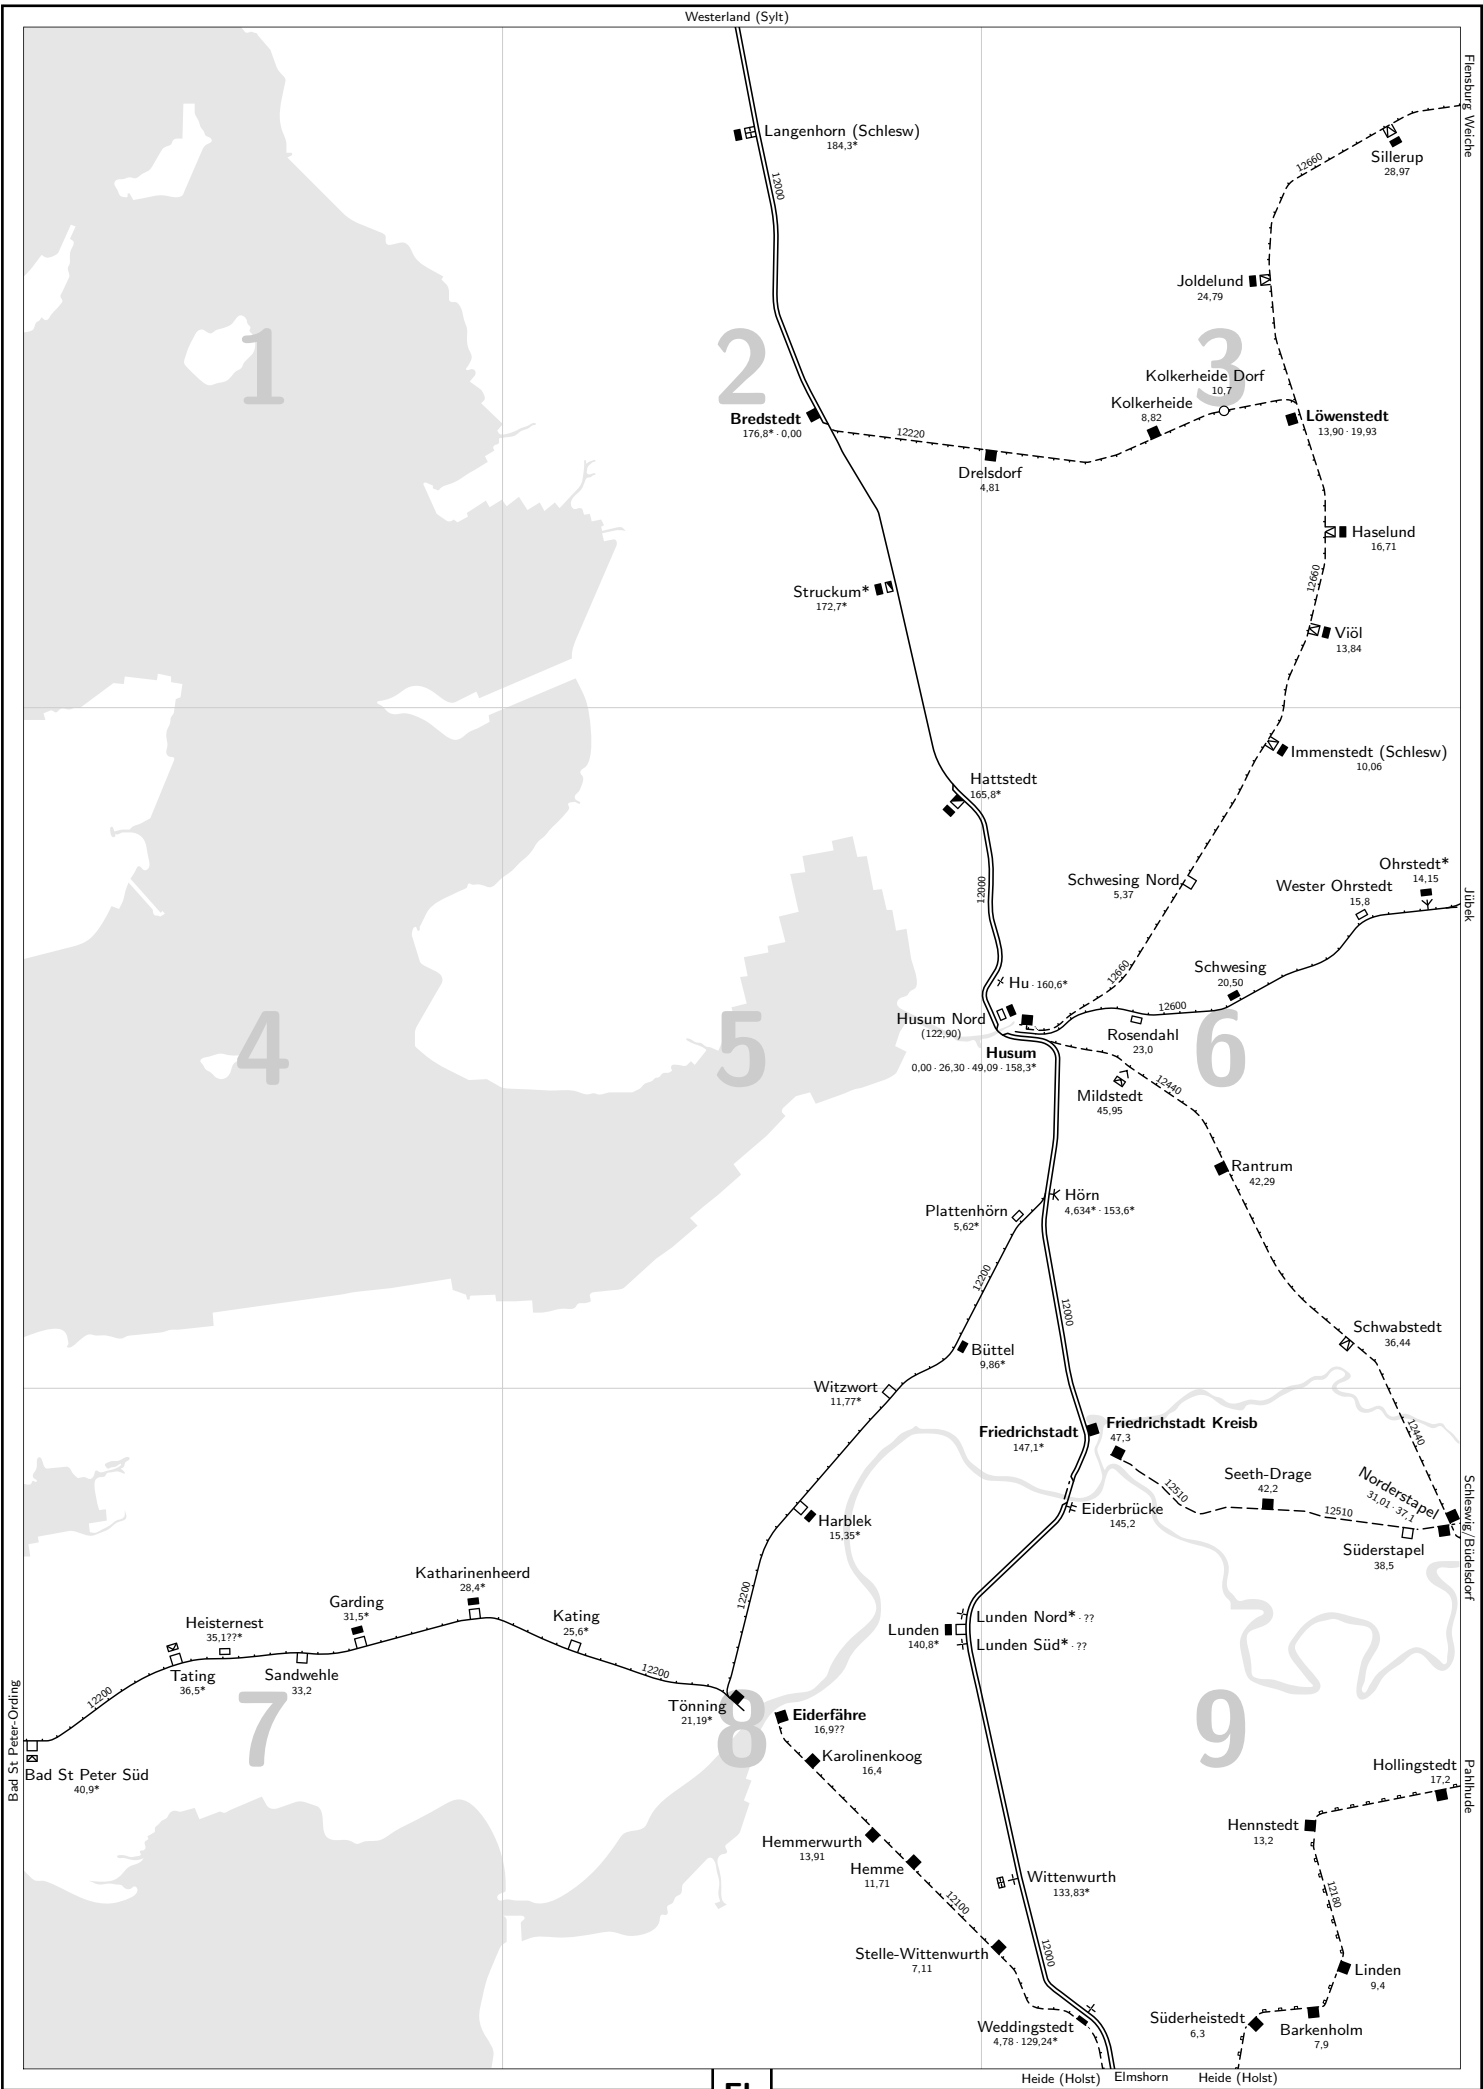 Westerland (Sylt)
Flensburg Weiche
Langenhorn (Schlesw)
184,3*
12000
12660
Sillerup
28,97
Joldelund
24,79
1
2
3
Kolkerheide Dorf
10,7
Kolkerheide
8,82
Bredstedt
176,8* · 0,00
12220
Löwenstedt
13,90 · 19,93
Drelsdorf
4,81
Haselund
16,71
12660
Struckum*
172,7*
Viöl
13,84
Immenstedt (Schlesw)
10,06
Hattstedt
165,8*
12000
Schwesing Nord
5,37
Ohrstedt*
14,15
Wester Ohrstedt
15,8
Jübek
12660
Schwesing
20,50
Hu · 160,6*
12600
Husum Nord
(122,90)
Rosendahl
23,0
Husum
0,00 · 26,30 · 49,09 · 158,3*
4
5
6
Mildstedt
45,95
12440
Rantrum
42,29
Hörn
4,634* · 153,6*
Plattenhörn
5,62*
12200
12000
Schwabstedt
36,44
Büttel
9,86*
Witzwort
11,77*
12440
Friedrichstadt
147,1*
Friedrichstadt Kreisb
47,3
Seeth-Drage
42,2
12510
12510
Norderstapel
31,01 · 37,1
Schleswig/Büdelsdorf
Eiderbrücke
145,2
Süderstapel
38,5
Harblek
15,35*
Katharinenheerd
28,4*
12200
Garding
31,5*
Heisternest
35,1??*
Kating
25,6*
Lunden Nord* · ??
Lunden
140,8*
Lunden Süd* · ??
Tating
36,5*
Sandwehle
33,2
12200
12200
Tönning
21,19*
7
8
9
Eiderfähre
16,9??
Bad St Peter-Ording
Karolinenkoog
16,4
Bad St Peter Süd
40,9*
Hollingstedt
17,2
Pahlhude
Hennstedt
13,2
Hemmerwurth
13,91
Hemme
11,71
Wittenwurth
133,83*
12100
12180
Stelle-Wittenwurth
7,11
12000
Linden
9,4
Weddingstedt
4,78 · 129,24*
Süderheistedt
6,3
Barkenholm
7,9
Heide (Holst)
Elmshorn
Heide (Holst)